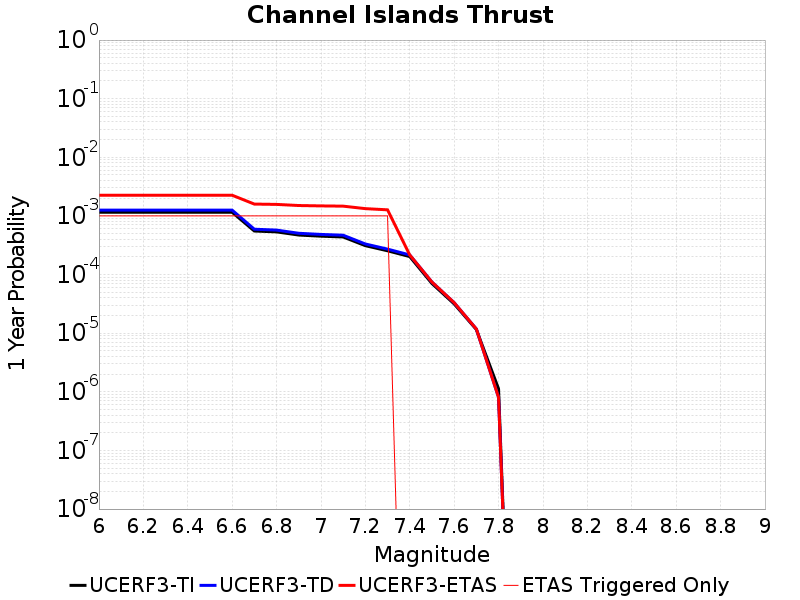 Channel Islands Thrust
1 Year Probability
10^0
10^-1
10^-2
10^-3
10^-4
10^-5
10^-6
10^-7
10^-8
6 6.2 6.4 6.6 6.8 7 7.2 7.4 7.6 7.8 8 8.2 8.4 8.6 8.8 9
Magnitude
UCERF3-TI UCERF3-TD UCERF3-ETAS ETAS Triggered Only